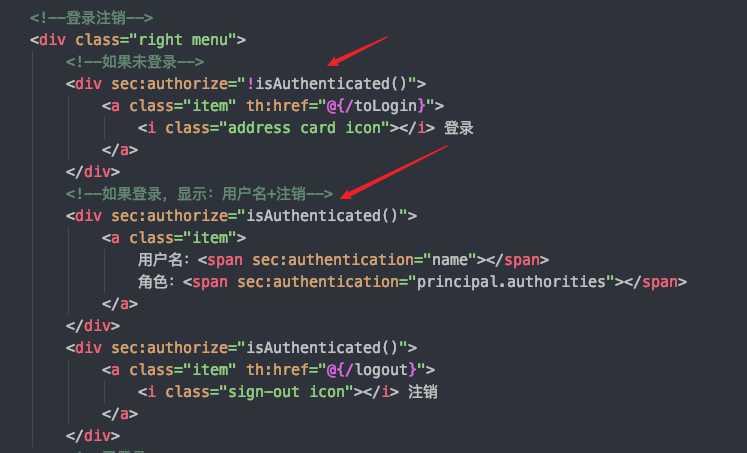 <!--登录注销-->
<div class="right menu">
<!--如果未登录-->
<div sec:authorize="!isAuthenticated()">
<a class="item" th:href="@{/toLogin}">
<i class="address card icon"></i> 登录
</a>
</div>
<!--如果登录，显示：用户名+注销-->
<div sec:authorize="isAuthenticated()">
<a class="item">
用户名：<span sec:authentication="name"></span>
角色：<span sec:authentication="principal.authorities"></span>
</a>
</div>
<div sec:authorize="isAuthenticated()">
<a class="item" th:href="@{/logout}">
<i class="sign-out icon"></i> 注销
</a>
</div>